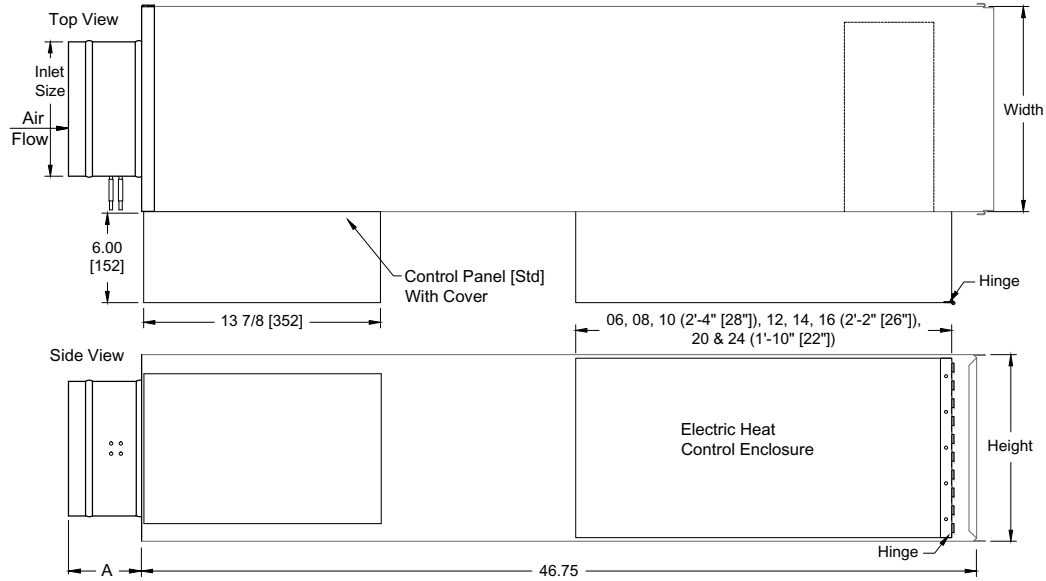 Top View
Inlet
Size
Air
Flow
Width
6.00
[152]
Control Panel [Std]
With Cover
Hinge
13 7/8 [352]
06, 08, 10 (2'-4" [28"]), 12, 14, 16 (2'-2" [26"]),
20 & 24 (1'-10" [22"])
Side View
Electric Heat
Control Enclosure
Height
Hinge
A
46.75